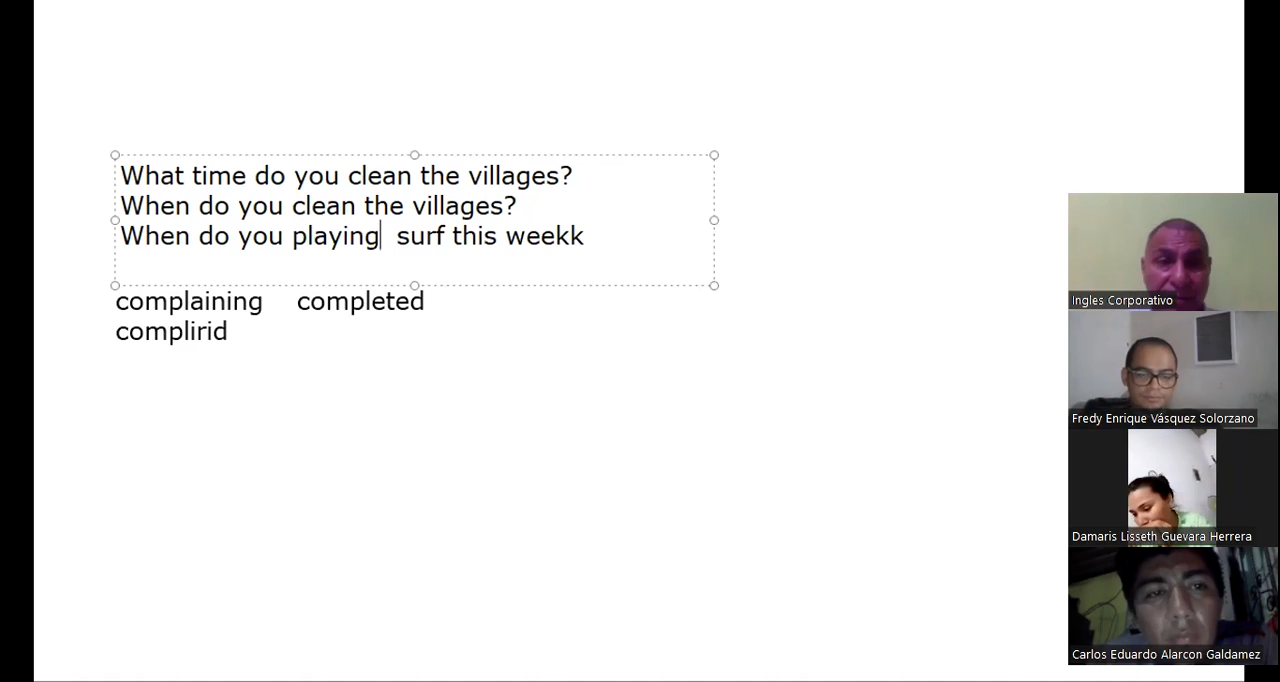 What time do you clean the villages?
When do you clean the villages?
When do you playing surf this weekk
complaining completed
complirid
Ingles Corporativo
Fredy Enrique Vásquez Solorzano
Damaris Lisseth Guevara Herrera
Carlos Eduardo Alarcon Galdamez